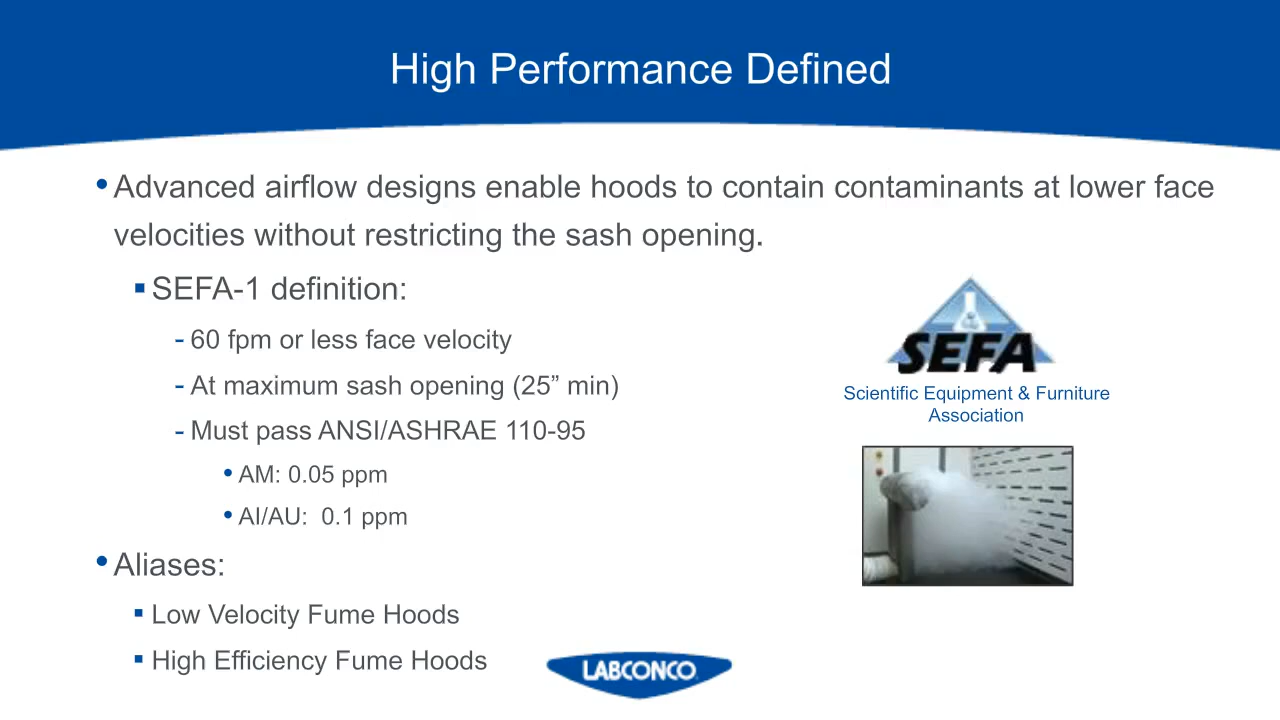 High Performance Defined
• Advanced airflow designs enable hoods to contain contaminants at lower face
velocities without restricting the sash opening.
▪ SEFA-1 definition:
- 60 fpm or less face velocity
- At maximum sash opening (25” min)
- Must pass ANSI/ASHRAE 110-95
• AM: 0.05 ppm
• AI/AU: 0.1 ppm
• Aliases:
▪ Low Velocity Fume Hoods
▪ High Efficiency Fume Hoods
SEFA
Scientific Equipment & Furniture
Association
LABCONCO